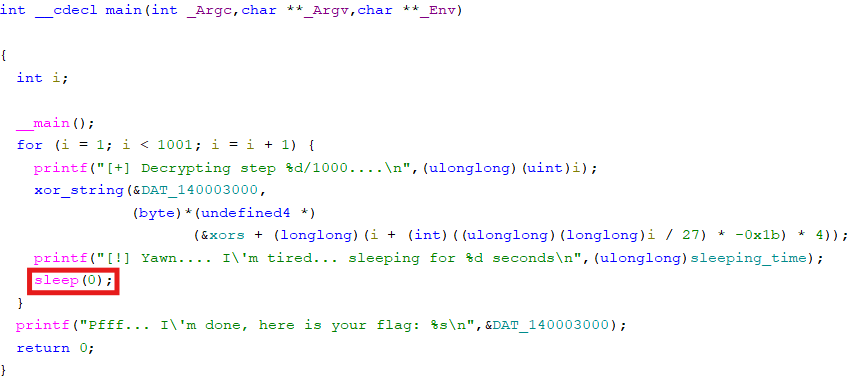 int __cdecl main(int _Argc,char **_Argv,char **_Env)
{
int i;
__main();
for (i = 1; i < 1001; i = i + 1) {
printf("[+] Decrypting step %d/1000....\n",(ulonglong)(uint)i);
xor_string(&DAT_140003000,
(byte)*(undefined4 *)
(&xors + (longlong)(i + (int)((ulonglong)(longlong)i / 27) * -0x1b) * 4));
printf("[!] Yawn.... I\'m tired... sleeping for %d seconds\n",(ulonglong)sleeping_time);
sleep(0);
}
printf("Pfff... I\'m done, here is your flag: %s\n",&DAT_140003000);
return 0;
}